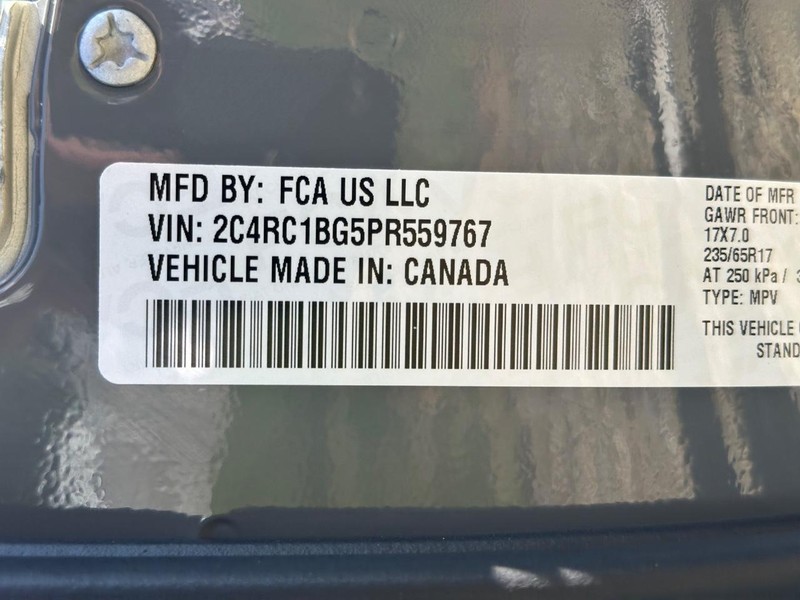 MFD BY: FCA US LLC
VIN: 2C4RC1BG5PR559767
VEHICLE MADE IN: CANADA
DATE OF MFR
GAWR FRONT:
17X7.0
235/65R17
AT 250 kPa /
TYPE: MPV
THIS VEHICLE
STAND